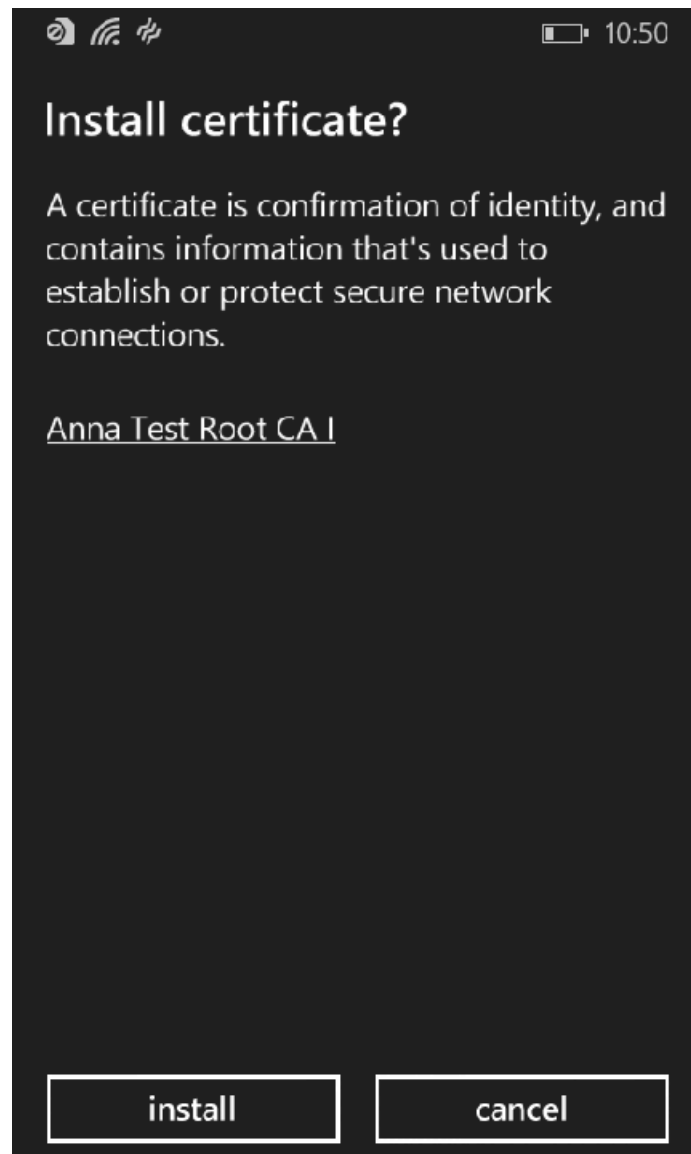 10:50
Install certificate?
A certificate is confirmation of identity, and
contains information that's used to
establish or protect secure network
connections.
Anna Test Root CA I
install
cancel